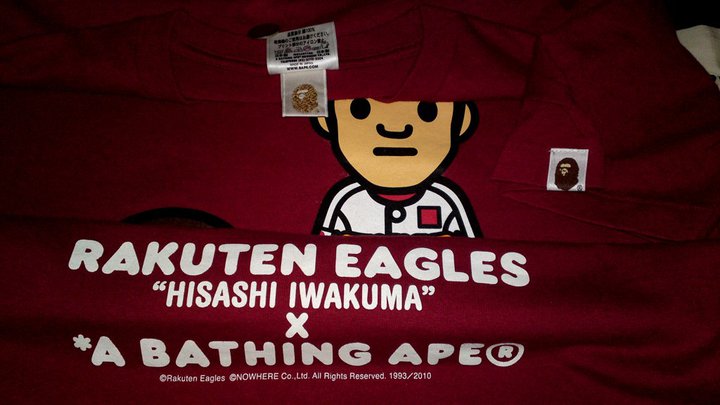 RAKUTEN EAGLES
“HISASHI IWAKUMA”
X
*A BATHING APE®
©Rakuten Eagles ©NOWHERE Co.,Ltd. All Rights Reserved. 1993/2010